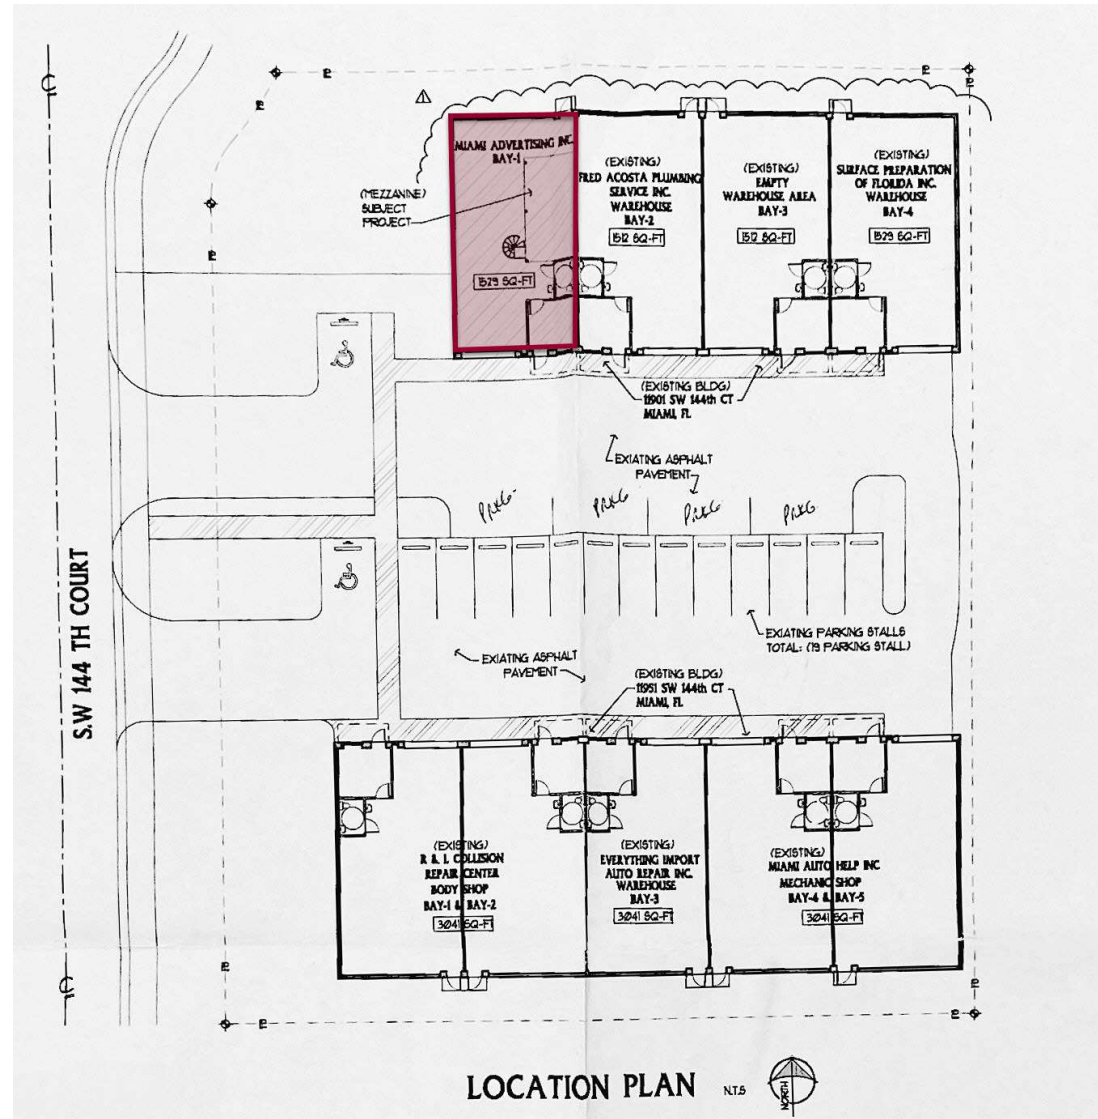 MIAMI ADVERTISING INC.
BAY-1
(MEZZANINE)
SUBJECT
PROJECT
1529 SQ-FT
(EXISTING)
FRED ACOSTA PLUMBING
SERVICE INC.
WAREHOUSE
BAY-2
1512 SQ-FT
(EXISTING)
EMPTY
WAREHOUSE AREA
BAY-3
1512 SQ-FT
(EXISTING)
SURFACE PREPARATION
OF FLORIDA INC.
WAREHOUSE
BAY-4
1529 SQ-FT
(EXISTING BLDG)
11901 SW 144th CT
MIAMI, FL
EXIATING ASPHALT
PAVEMENT
PRKG
PRKG
PRKG
PRKG
S.W 144 TH COURT
EXIATING PARKING STALLS
TOTAL: (19 PARKING STALL)
EXIATING ASPHALT
PAVEMENT
(EXISTING BLDG)
11951 SW 144th CT
MIAMI, FL
(EXISTING)
R & L COLLISION
REPAIR CENTER
BODY SHOP
BAY-1 & BAY-2
3041 SQ-FT
(EXISTING)
EVERYTHING IMPORT
AUTO REPAIR INC.
WAREHOUSE
BAY-3
3041 SQ-FT
(EXISTING)
MIAMI AUTO HELP INC
MECHANIC SHOP
BAY-4 & BAY-5
3041 SQ-FT
LOCATION PLAN
N.T.S
NORTH